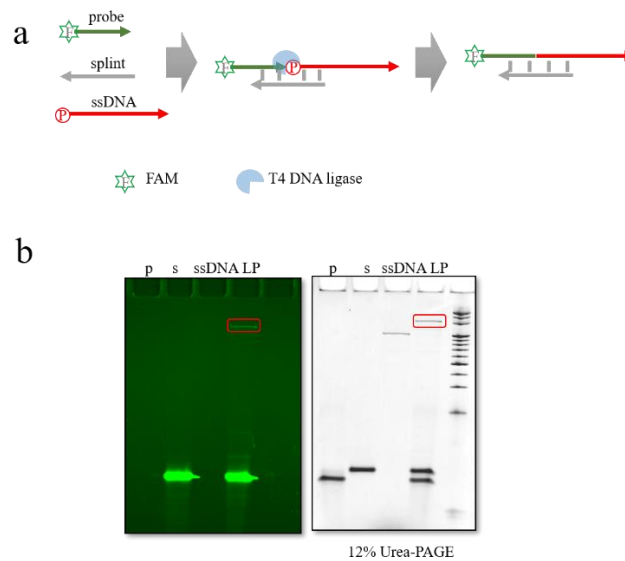 a
F probe
splint
P ssDNA
F P
F
F FAM
T4 DNA ligase
b
p s ssDNA LP
p s ssDNA LP
12% Urea-PAGE